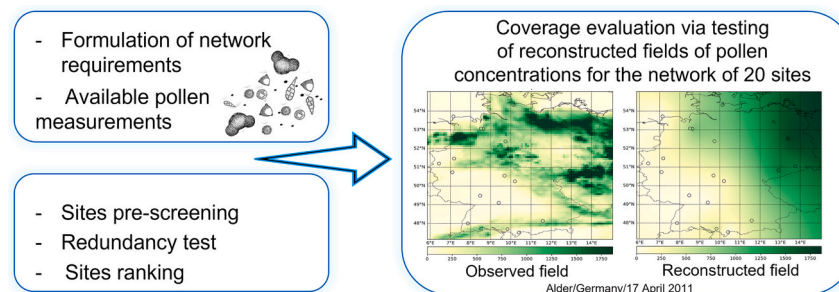 - Formulation of network
requirements
- Available pollen
measurements
- Sites pre-screening
- Redundancy test
- Sites ranking
Coverage evaluation via testing
of reconstructed fields of pollen
concentrations for the network of 20 sites
54°N
53°N
52°N
51°N
50°N
49°N
48°N
6°E 7°E 8°E 9°E 10°E 11°E 12°E 13°E 14°E
0 250 500 750 1000 1250 1500 1750
Observed field
54°N
53°N
52°N
51°N
50°N
49°N
48°N
6°E 7°E 8°E 9°E 10°E 11°E 12°E 13°E 14°E
0 250 500 750 1000 1250 1500 1750
Reconstructed field
Alder/Germany/17 April 2011